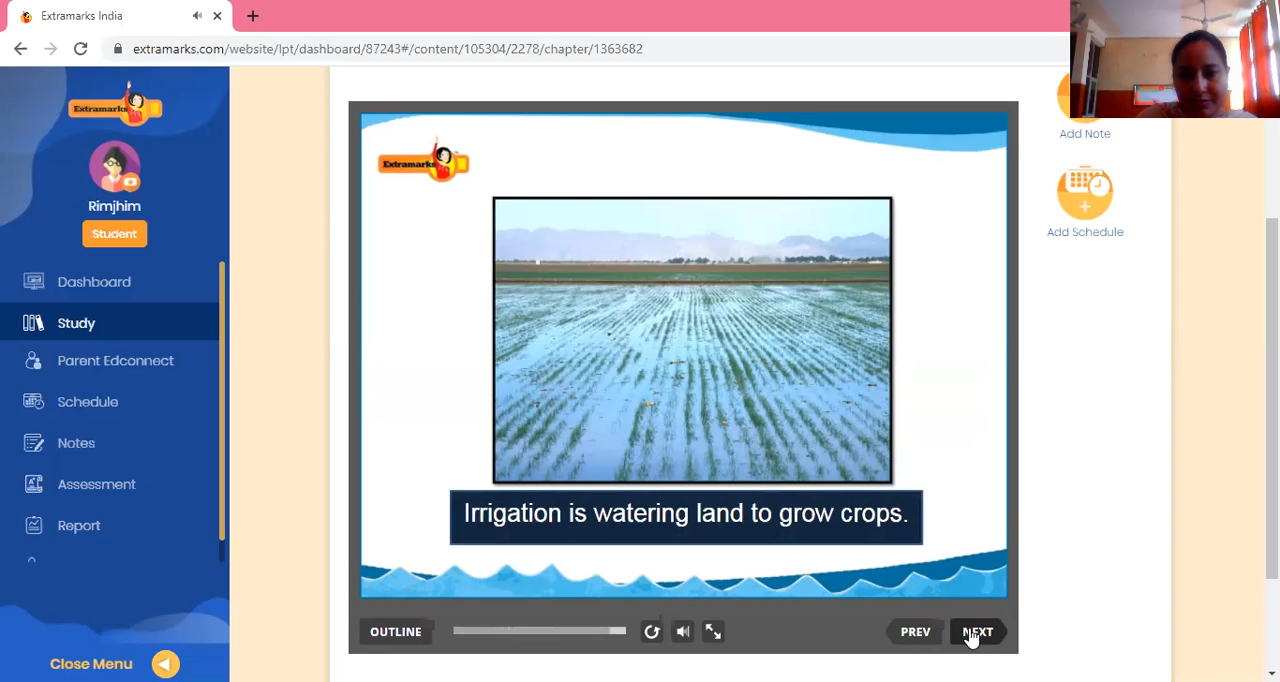 Extramarks India
extramarks.com/website/lpt/dashboard/87243#/content/105304/2278/chapter/1363682
Extramarks
Rimjhim
Student
Dashboard
Study
Parent Edconnect
Schedule
Notes
Assessment
Report
Close Menu
Extramarks
Irrigation is watering land to grow crops.
OUTLINE
PREV
NEXT
Add Note
Add Schedule